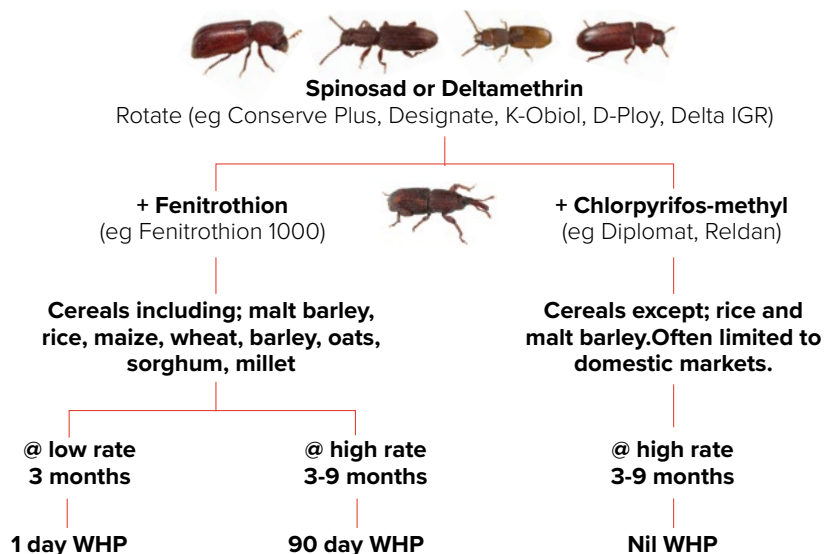 Spinosad or Deltamethrin
Rotate (eg Conserve Plus, Designate, K-Obiol, D-Ploy, Delta IGR)
+ Fenitrothion
(eg Fenitrothion 1000)
+ Chlorpyrifos-methyl
(eg Diplomat, Reldan)
Cereals including; malt barley,
rice, maize, wheat, barley, oats,
sorghum, millet
Cereals except; rice and
malt barley.Often limited to
domestic markets.
@ low rate
3 months
@ high rate
3-9 months
@ high rate
3-9 months
1 day WHP
90 day WHP
Nil WHP